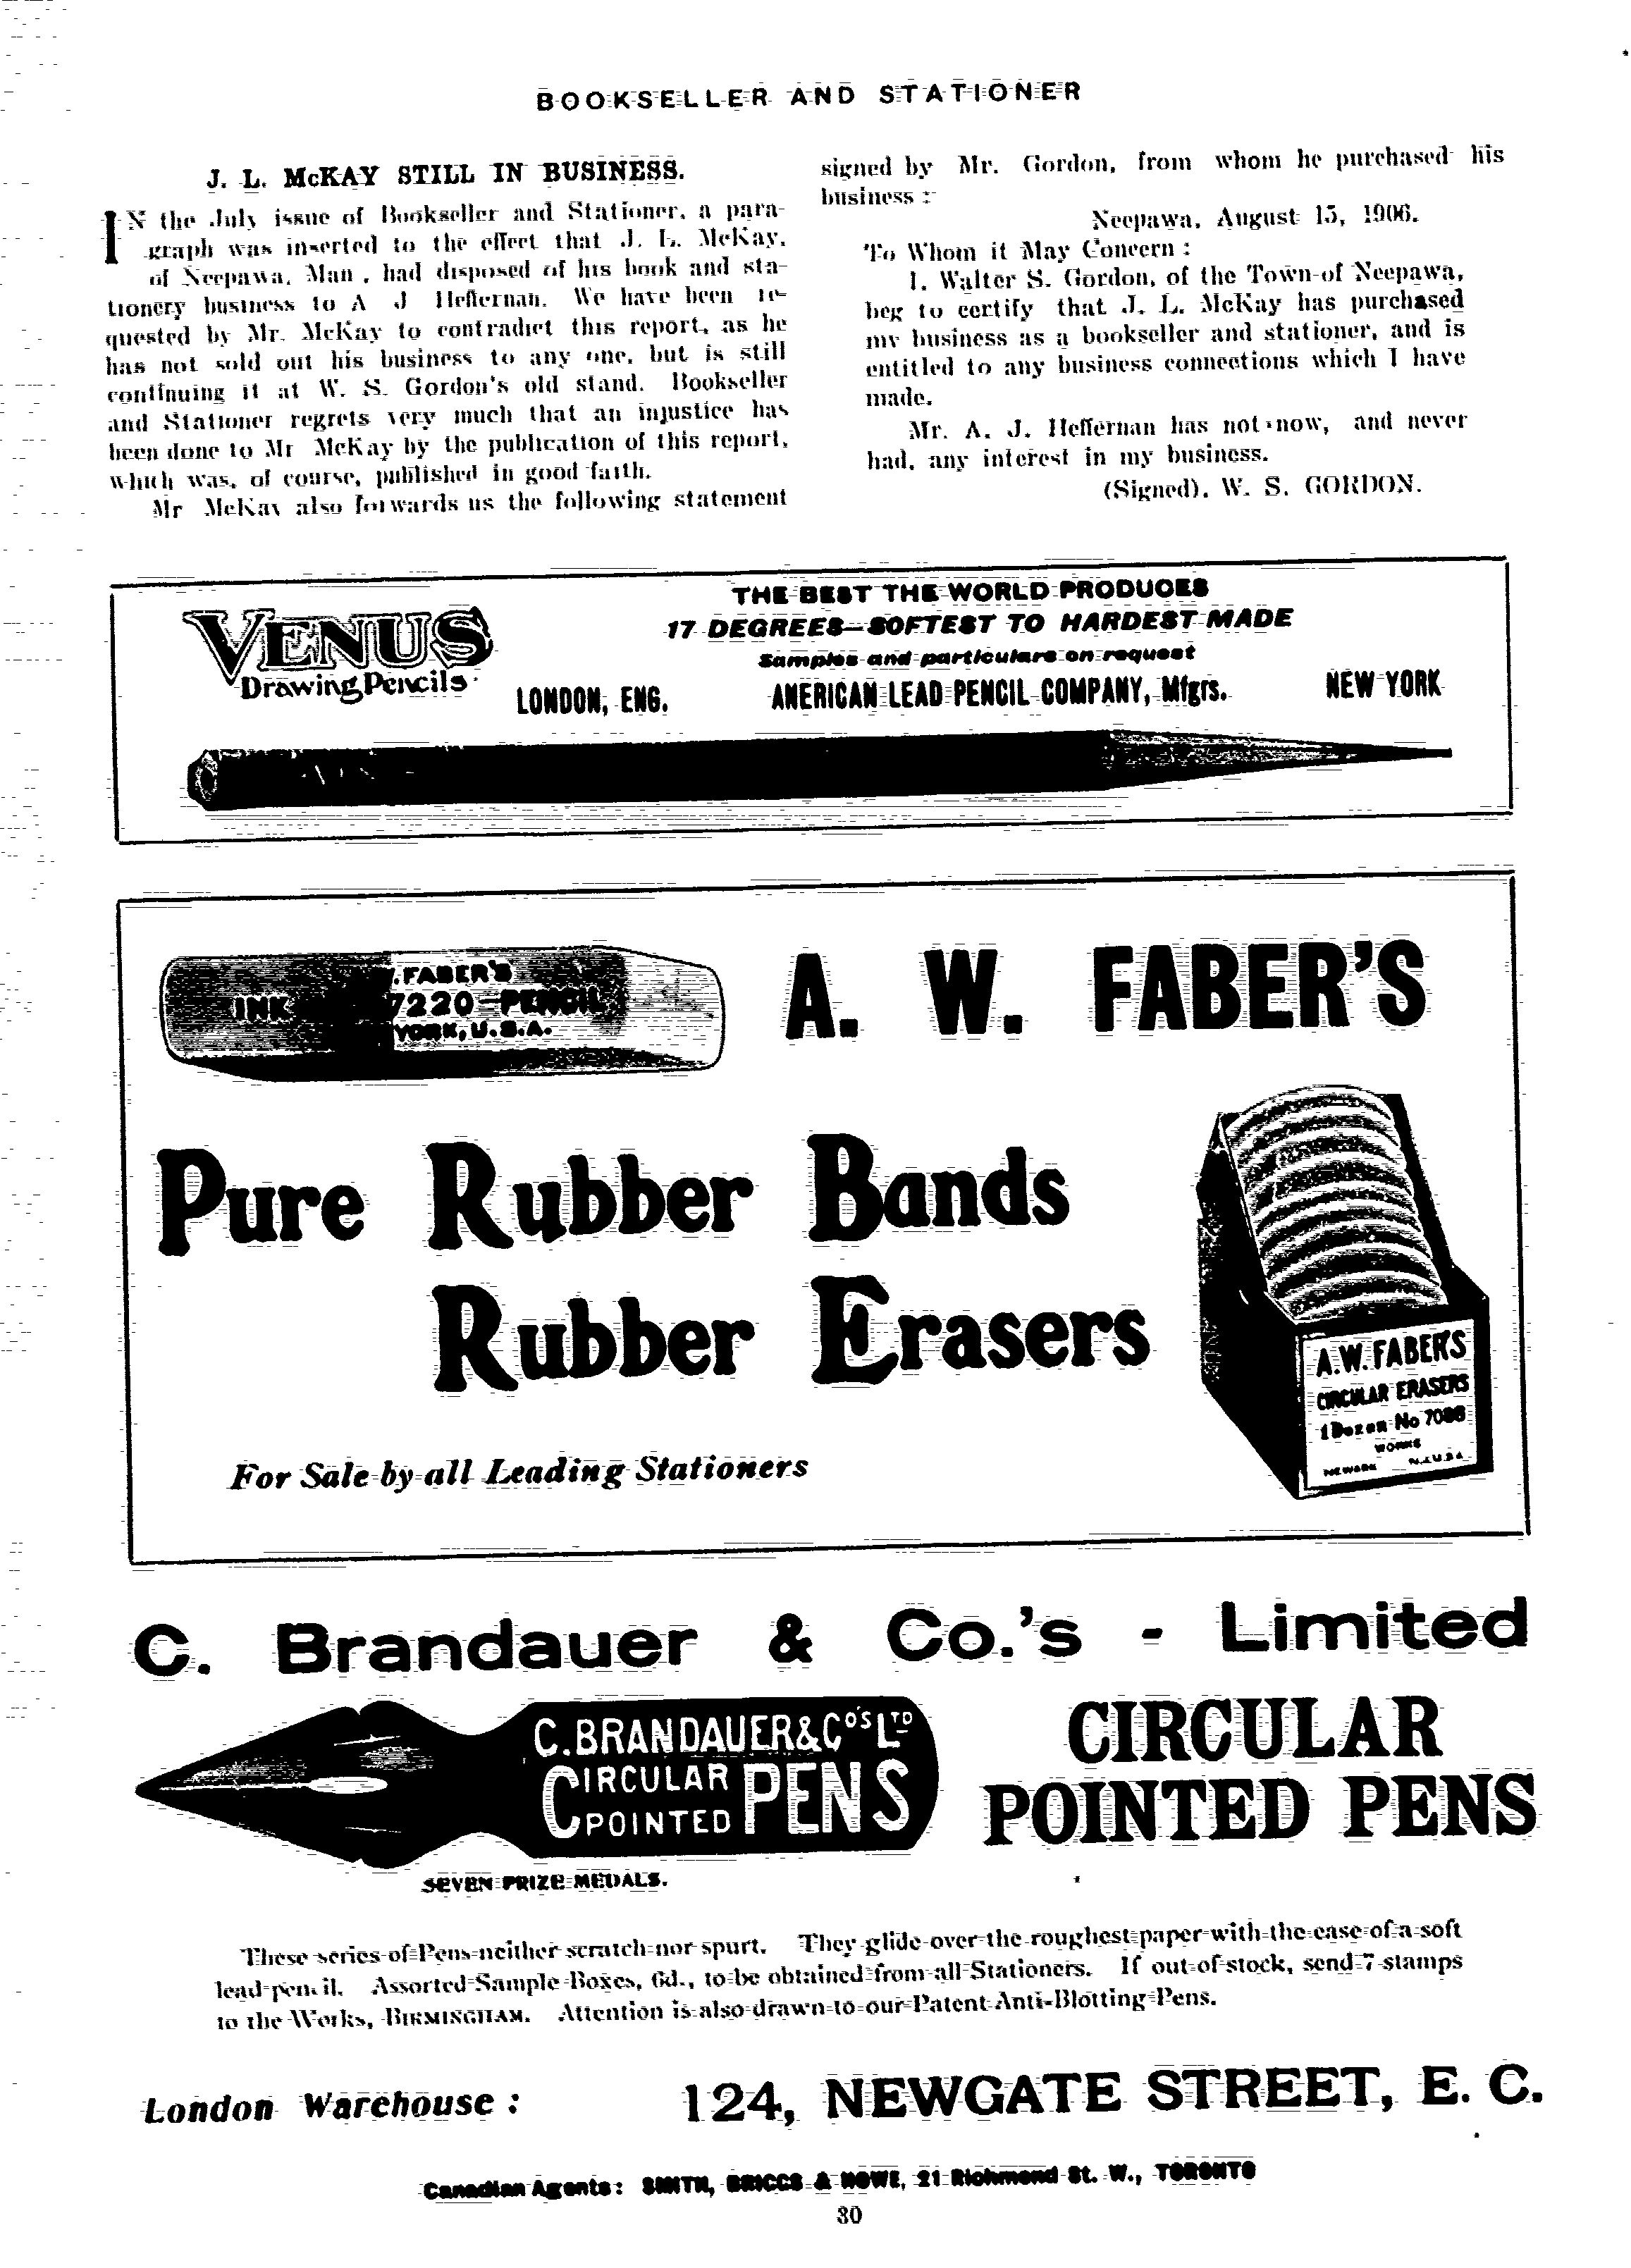 BOOKSELLER AND STATIONER
J. L. McKAY STILL IN BUSINESS.
IN the July issue of Bookseller and Stationer, a para-
graph was inserted to the effect that J. L. McKay,
of Neepawa, Man., had disposed of his book and sta-
tionery business to A J Heffernan. We have been re-
quested by Mr. McKay to contradict this report, as he
has not sold out his business to any one, but is still
continuing it at W. S. Gordon's old stand. Bookseller
and Stationer regrets very much that an injustice has
been done to Mr McKay by the publication of this report,
which was, of course, published in good faith.
Mr McKay also forwards us the following statement
signed by Mr. Gordon, from whom he purchased his
business :
Neepawa, August 15, 1906.
To Whom it May Concern :
I. Walter S. Gordon, of the Town of Neepawa,
beg to certify that J. L. McKay has purchased
my business as a bookseller and stationer, and is
entitled to any business connections which I have
made.
Mr. A. J. Heffernan has not now, and never
had, any interest in my business.
(Signed), W. S. GORDON.
VENUS
Drawing Pencils
THE BEST THE WORLD PRODUCES
17 DEGREES—SOFTEST TO HARDEST MADE
Samples and particulars on request
LONDON, ENG. AMERICAN LEAD PENCIL COMPANY, Mfgrs. NEW YORK
.FABER'S
INK 7220 PENCIL
YORK, U.S.A.
A. W. FABER'S
Pure Rubber Bands
Rubber Erasers
A.W. FABER'S
CIRCULAR ERASERS
1 Dozen No 7086
WORKS
NEWARK N.J. U.S.A.
For Sale by all Leading Stationers
C. Brandauer & Co.'s - Limited
C. BRANDAUER & CO'S LTD
CIRCULAR
POINTED PENS
CIRCULAR
POINTED PENS
SEVEN PRIZE MEDALS.
These series of Pens neither scratch nor spurt. They glide over the roughest paper with the ease of a soft
lead pencil. Assorted Sample Boxes, 6d., to be obtained from all Stationers. If out of stock, send 7 stamps
to the Works, BIRMINGHAM. Attention is also drawn to our Patent Anti-Blotting Pens.
London Warehouse : 124, NEWGATE STREET, E. C.
Canadian Agents: SMITH, BRIGGS & HOWE, 21 Richmond St. W., TORONTO
30